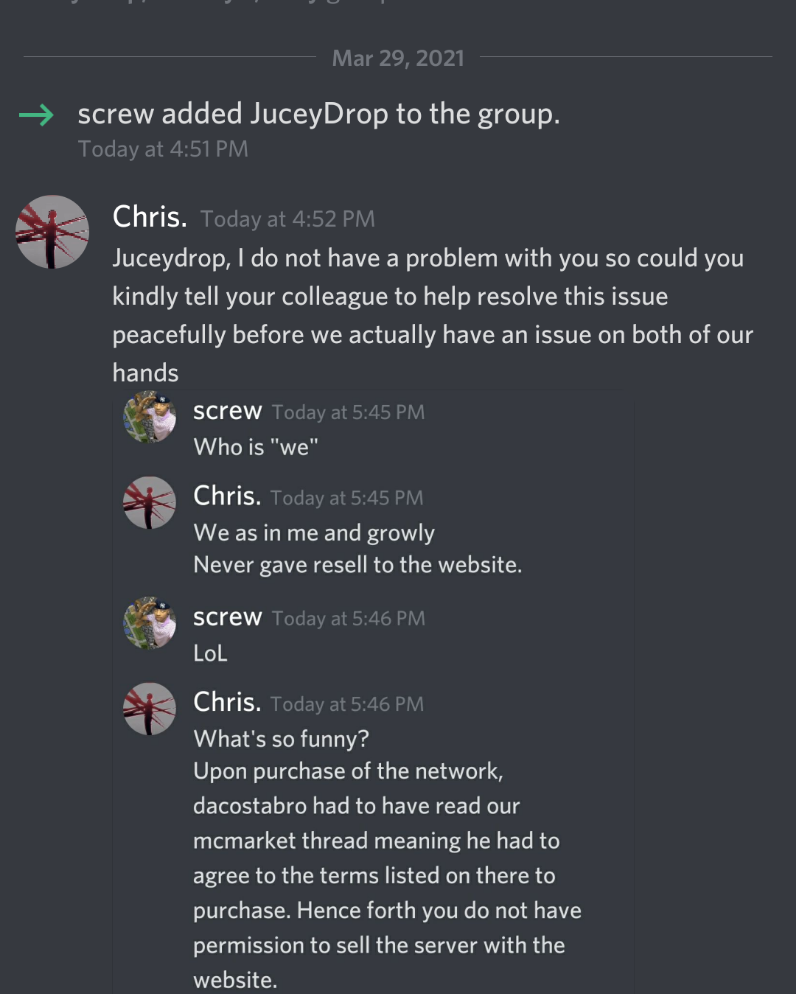 Mar 29, 2021
screw added JuceyDrop to the group.
Today at 4:51 PM
Chris. Today at 4:52 PM
Juceydrop, I do not have a problem with you so could you
kindly tell your colleague to help resolve this issue
peacefully before we actually have an issue on both of our
hands
screw Today at 5:45 PM
Who is "we"
Chris. Today at 5:45 PM
We as in me and growly
Never gave resell to the website.
screw Today at 5:46 PM
LoL
Chris. Today at 5:46 PM
What's so funny?
Upon purchase of the network,
dacostabro had to have read our
mcmarket thread meaning he had to
agree to the terms listed on there to
purchase. Hence forth you do not have
permission to sell the server with the
website.